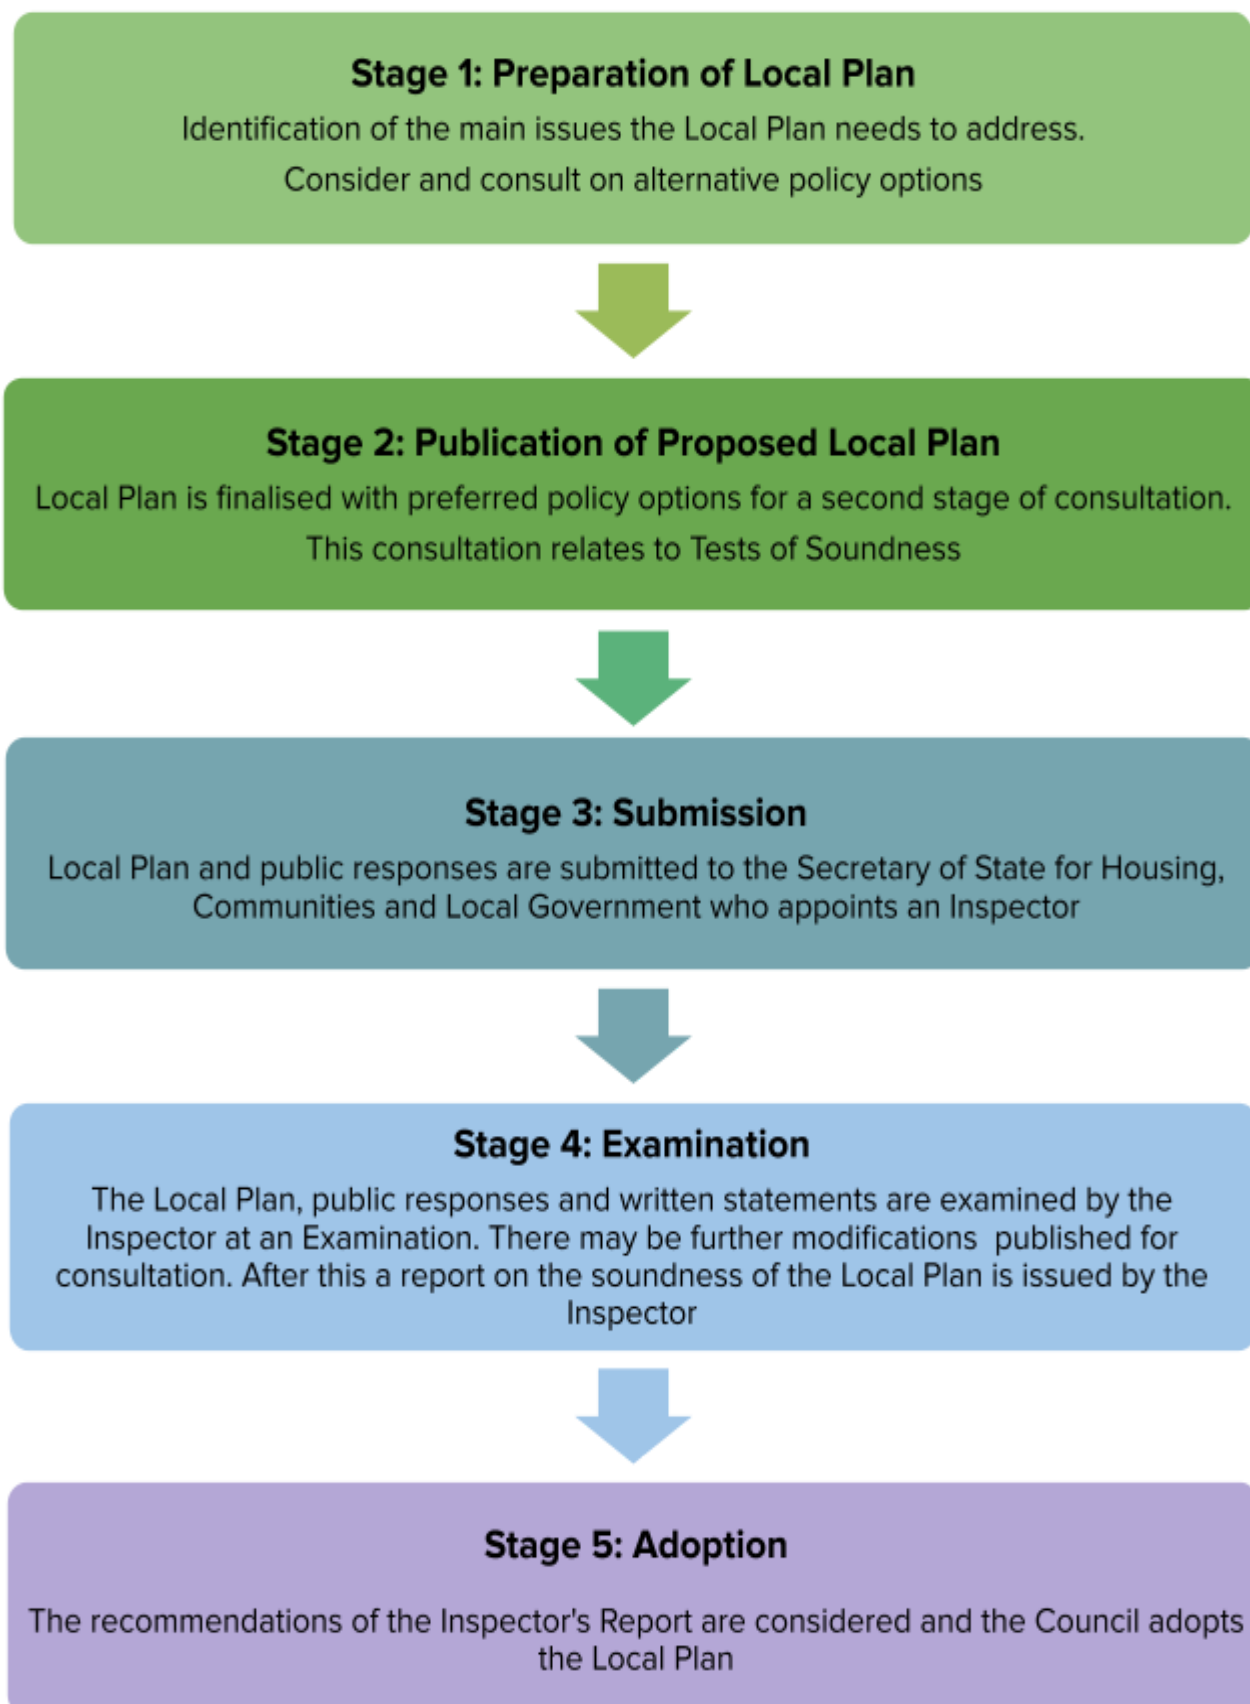 Stage 1: Preparation of Local Plan
Identification of the main issues the Local Plan needs to address.
Consider and consult on alternative policy options
Stage 2: Publication of Proposed Local Plan
Local Plan is finalised with preferred policy options for a second stage of consultation.
This consultation relates to Tests of Soundness
Stage 3: Submission
Local Plan and public responses are submitted to the Secretary of State for Housing,
Communities and Local Government who appoints an Inspector
Stage 4: Examination
The Local Plan, public responses and written statements are examined by the
Inspector at an Examination. There may be further modifications  published for
consultation. After this a report on the soundness of the Local Plan is issued by the
Inspector
Stage 5: Adoption
The recommendations of the Inspector's Report are considered and the Council adopts
the Local Plan